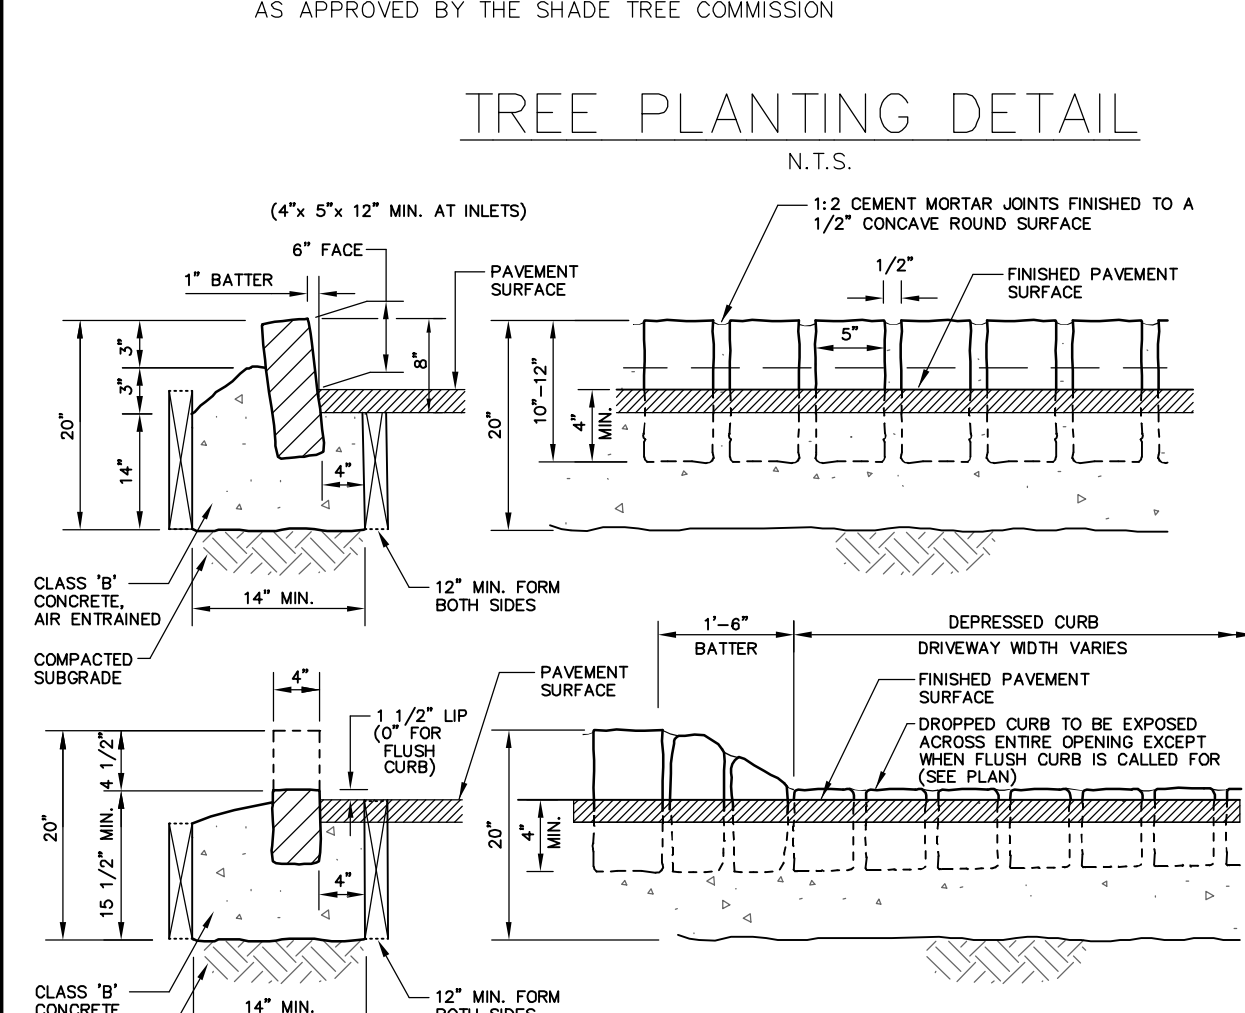 AS APPROVED BY THE SHADE TREE COMMISSION
TREE PLANTING DETAIL
N.T.S.
(4"x 5"x 12" MIN. AT INLETS)
6" FACE
1" BATTER
PAVEMENT
SURFACE
3"
3"
20"
14"
8"
4"
CLASS 'B'
CONCRETE,
AIR ENTRAINED
COMPACTED
SUBGRADE
14" MIN.
12" MIN. FORM
BOTH SIDES
1:2 CEMENT MORTAR JOINTS FINISHED TO A
1/2" CONCAVE ROUND SURFACE
1/2"
FINISHED PAVEMENT
SURFACE
5"
20"
10"-12"
4"
MIN.
4"
1 1/2" LIP
(0" FOR
FLUSH
CURB)
PAVEMENT
SURFACE
20"
4 1/2"
15 1/2" MIN.
4"
CLASS 'B'
CONCRETE
14" MIN.
12" MIN. FORM
BOTH SIDES
1'-6"
BATTER
DEPRESSED CURB
DRIVEWAY WIDTH VARIES
FINISHED PAVEMENT
SURFACE
DROPPED CURB TO BE EXPOSED
ACROSS ENTIRE OPENING EXCEPT
WHEN FLUSH CURB IS CALLED FOR
(SEE PLAN)
20"
4"
MIN.